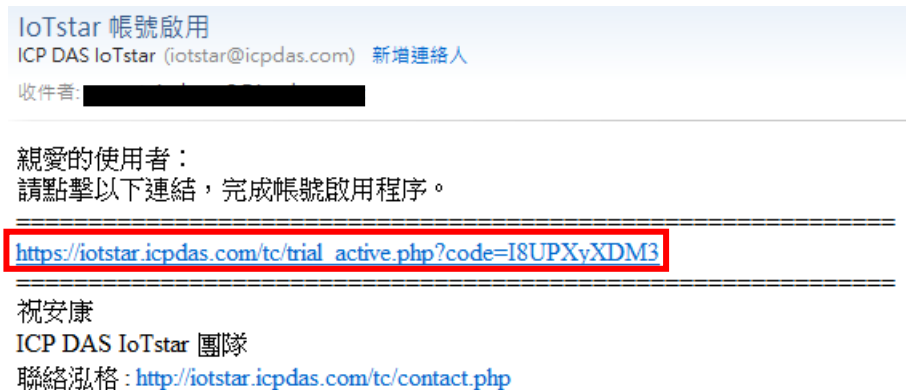 IoTstar 帳號啟用
ICP DAS IoTstar (iotstar@icpdas.com) 新增連絡人
收件者:
親愛的使用者：
請點擊以下連結，完成帳號啟用程序。
=============================================================
https://iotstar.icpdas.com/tc/trial_active.php?code=I8UPXyXDM3
=============================================================
祝安康
ICP DAS IoTstar 團隊
聯絡泓格 : http://iotstar.icpdas.com/tc/contact.php